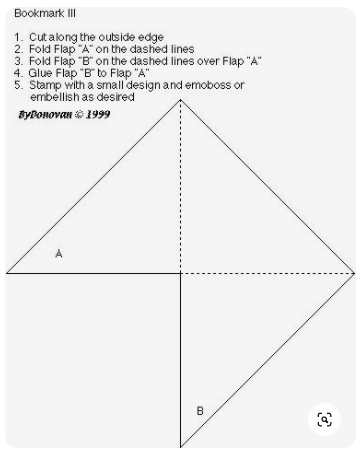 Bookmark III
1. Cut along the outside edge
2. Fold Flap "A" on the dashed lines
3. Fold Flap "B" on the dashed lines over Flap "A"
4. Glue Flap "B" to Flap "A"
5. Stamp with a small design and emoboss or
embellish as desired
ByDonovan © 1999
A
B